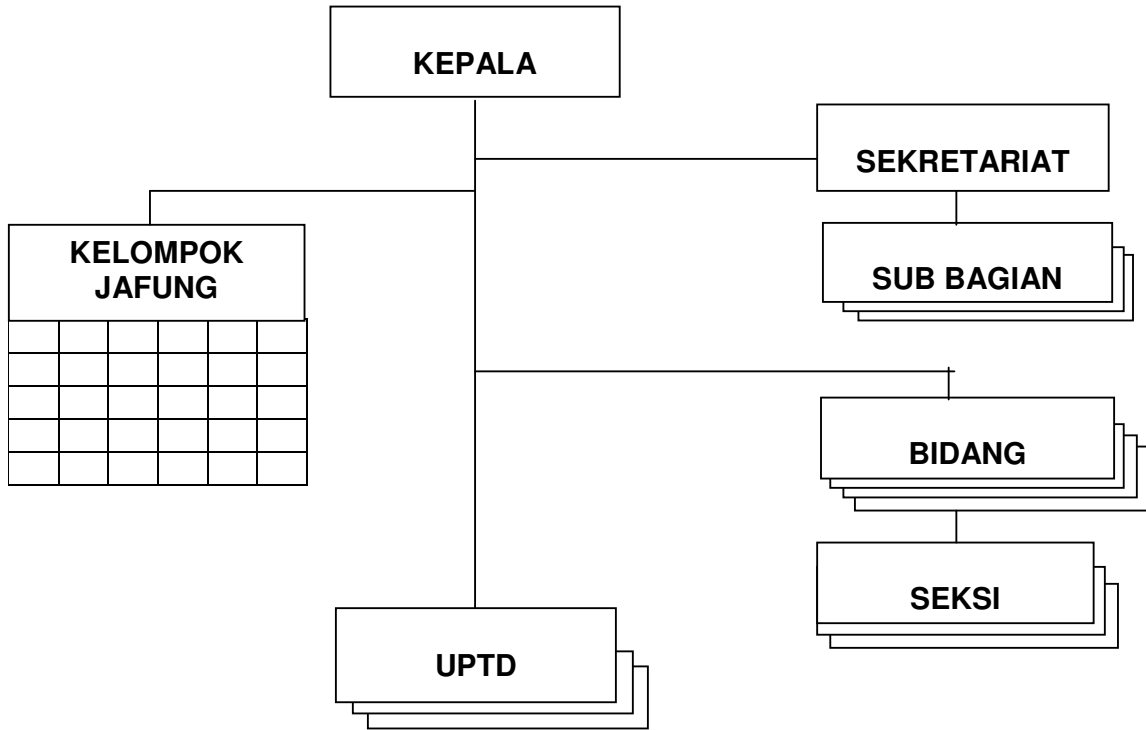 KEPALA
SEKRETARIAT
KELOMPOK
JAFUNG
SUB BAGIAN
BIDANG
SEKSI
UPTD